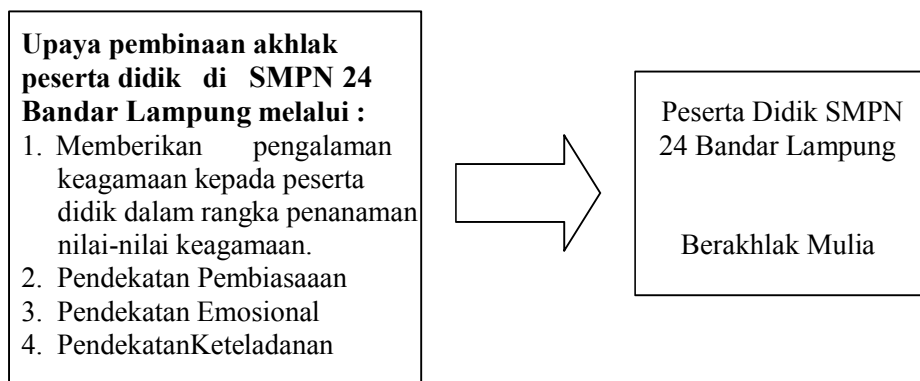 Upaya pembinaan akhlak
peserta didik di SMPN 24
Bandar Lampung melalui :
1. Memberikan pengalaman
keagamaan kepada peserta
didik dalam rangka penanaman
nilai-nilai keagamaan.
2. Pendekatan Pembiasaaan
3. Pendekatan Emosional
4. PendekatanKeteladanan
Peserta Didik SMPN
24 Bandar Lampung
Berakhlak Mulia